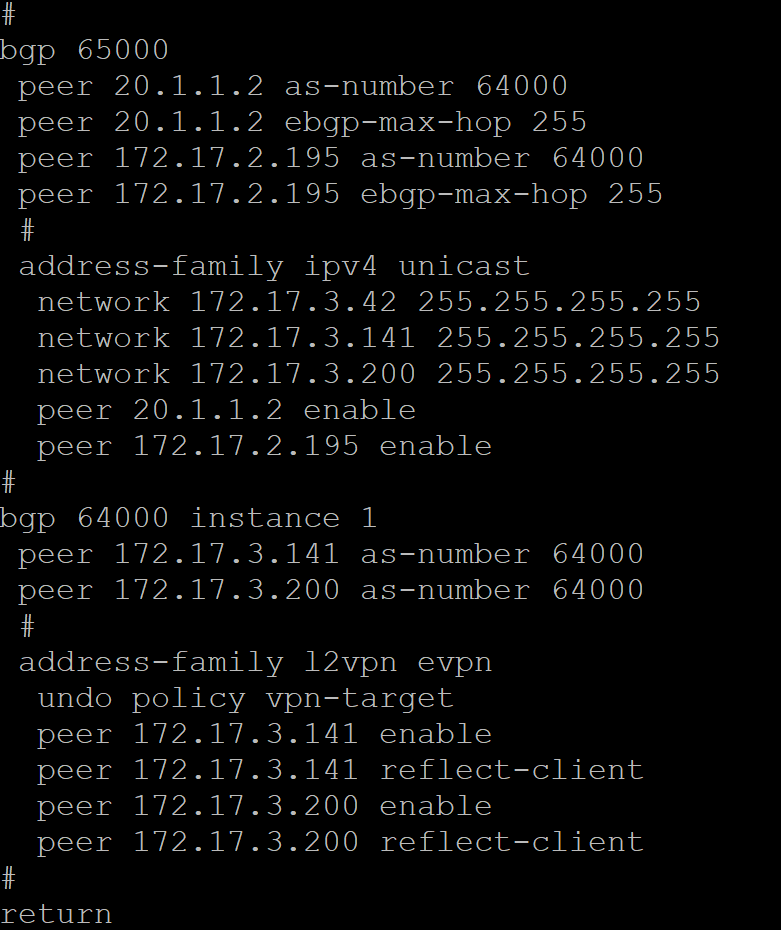 #
bgp 65000
 peer 20.1.1.2 as-number 64000
 peer 20.1.1.2 ebgp-max-hop 255
 peer 172.17.2.195 as-number 64000
 peer 172.17.2.195 ebgp-max-hop 255
 #
 address-family ipv4 unicast
  network 172.17.3.42 255.255.255.255
  network 172.17.3.141 255.255.255.255
  network 172.17.3.200 255.255.255.255
  peer 20.1.1.2 enable
  peer 172.17.2.195 enable
#
bgp 64000 instance 1
 peer 172.17.3.141 as-number 64000
 peer 172.17.3.200 as-number 64000
 #
 address-family l2vpn evpn
  undo policy vpn-target
  peer 172.17.3.141 enable
  peer 172.17.3.141 reflect-client
  peer 172.17.3.200 enable
  peer 172.17.3.200 reflect-client
#
return